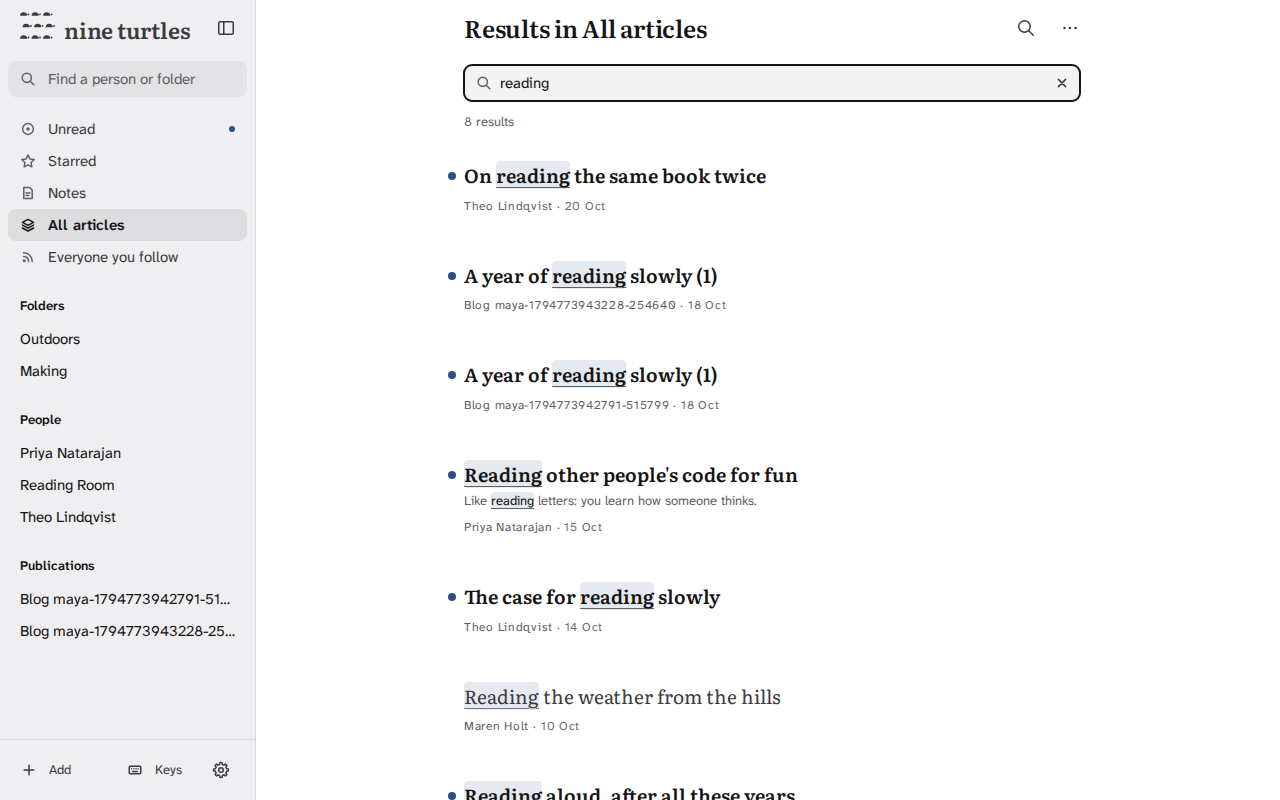 nine turtles
Find a person or folder
Unread
Starred
Notes
All articles
Everyone you follow
Folders
Outdoors
Making
People
Priya Natarajan
Reading Room
Theo Lindqvist
Publications
Blog maya-1794773942791-51...
Blog maya-1794773943228-25...
Add
Keys
Results in All articles
reading
8 results
On reading the same book twice
Theo Lindqvist · 20 Oct
A year of reading slowly (1)
Blog maya-1794773943228-254640 · 18 Oct
A year of reading slowly (1)
Blog maya-1794773942791-515799 · 18 Oct
Reading other people's code for fun
Like reading letters: you learn how someone thinks.
Priya Natarajan · 15 Oct
The case for reading slowly
Theo Lindqvist · 14 Oct
Reading the weather from the hills
Maren Holt · 10 Oct
Reading aloud, after all these years